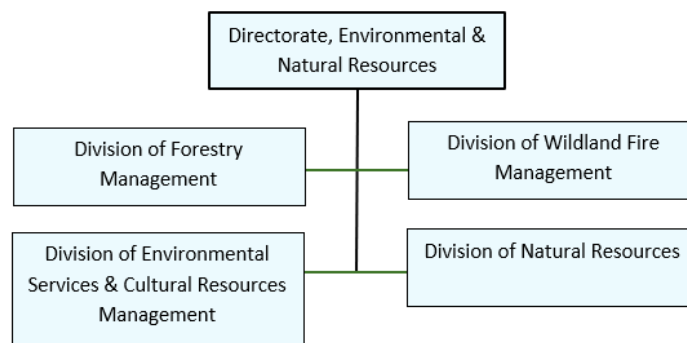 Directorate, Environmental &
Natural Resources
Division of Forestry
Management
Division of Wildland Fire
Management
Division of Environmental
Services & Cultural Resources
Management
Division of Natural Resources